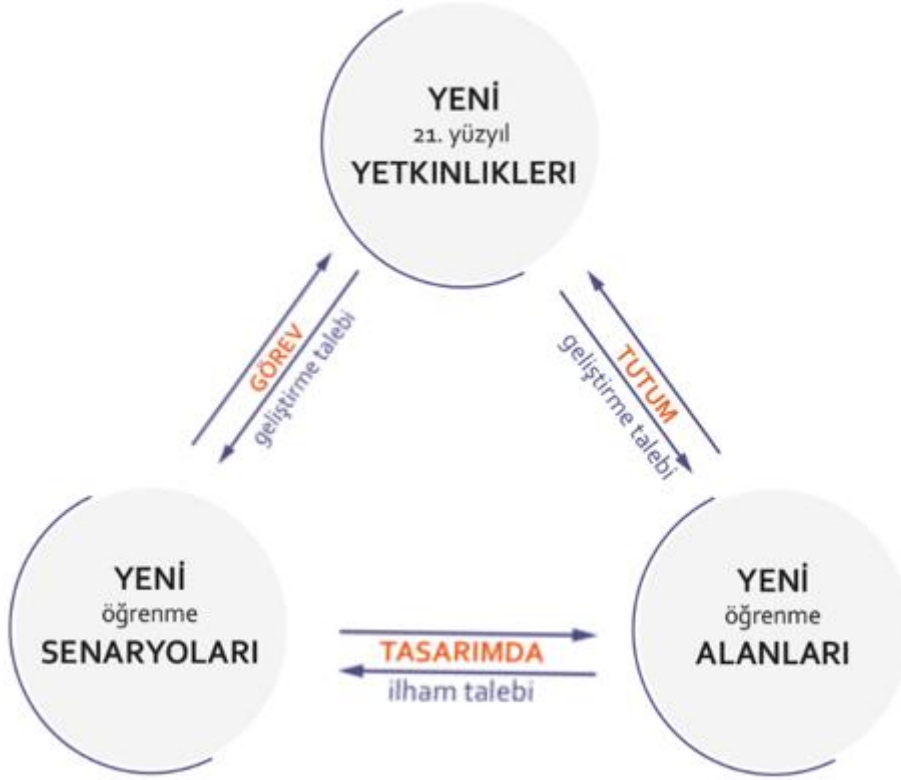 YENİ
21. yüzyıl
YETKINLIKLERI
GÖREV
geliştirme talebi
TUTUM
geliştirme talebi
YENİ
öğrenme
SENARYOLARI
TASARIMDA
ilham talebi
YENİ
öğrenme
ALANLARI